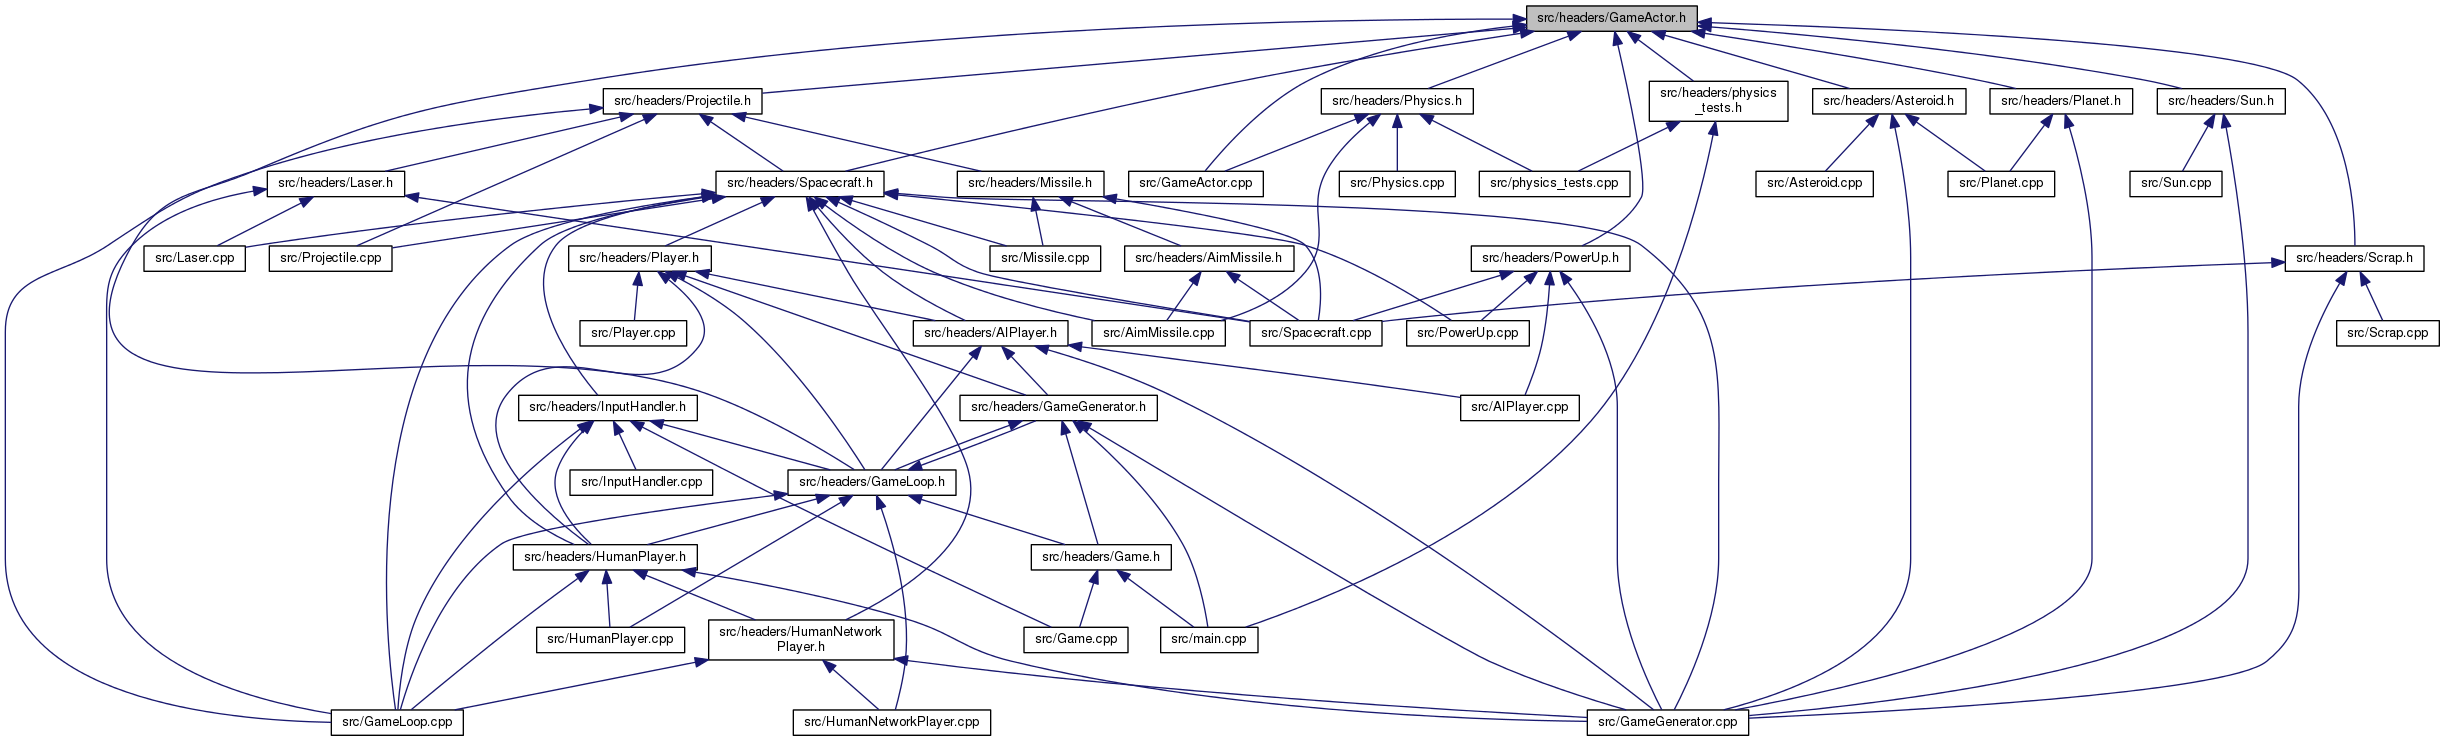 src/headers/GameActor.h
src/headers/Projectile.h
src/headers/Physics.h
src/headers/physics
_tests.h
src/headers/Asteroid.h
src/headers/Planet.h
src/headers/Sun.h
src/headers/Laser.h
src/headers/Spacecraft.h
src/headers/Missile.h
src/GameActor.cpp
src/Physics.cpp
src/physics_tests.cpp
src/Asteroid.cpp
src/Planet.cpp
src/Sun.cpp
src/Laser.cpp
src/Projectile.cpp
src/headers/Player.h
src/Missile.cpp
src/headers/AimMissile.h
src/headers/PowerUp.h
src/headers/Scrap.h
src/Player.cpp
src/headers/AIPlayer.h
src/AimMissile.cpp
src/Spacecraft.cpp
src/PowerUp.cpp
src/Scrap.cpp
src/headers/InputHandler.h
src/headers/GameGenerator.h
src/AIPlayer.cpp
src/InputHandler.cpp
src/headers/GameLoop.h
src/headers/HumanPlayer.h
src/headers/Game.h
src/HumanPlayer.cpp
src/headers/HumanNetwork
Player.h
src/Game.cpp
src/main.cpp
src/GameLoop.cpp
src/HumanNetworkPlayer.cpp
src/GameGenerator.cpp